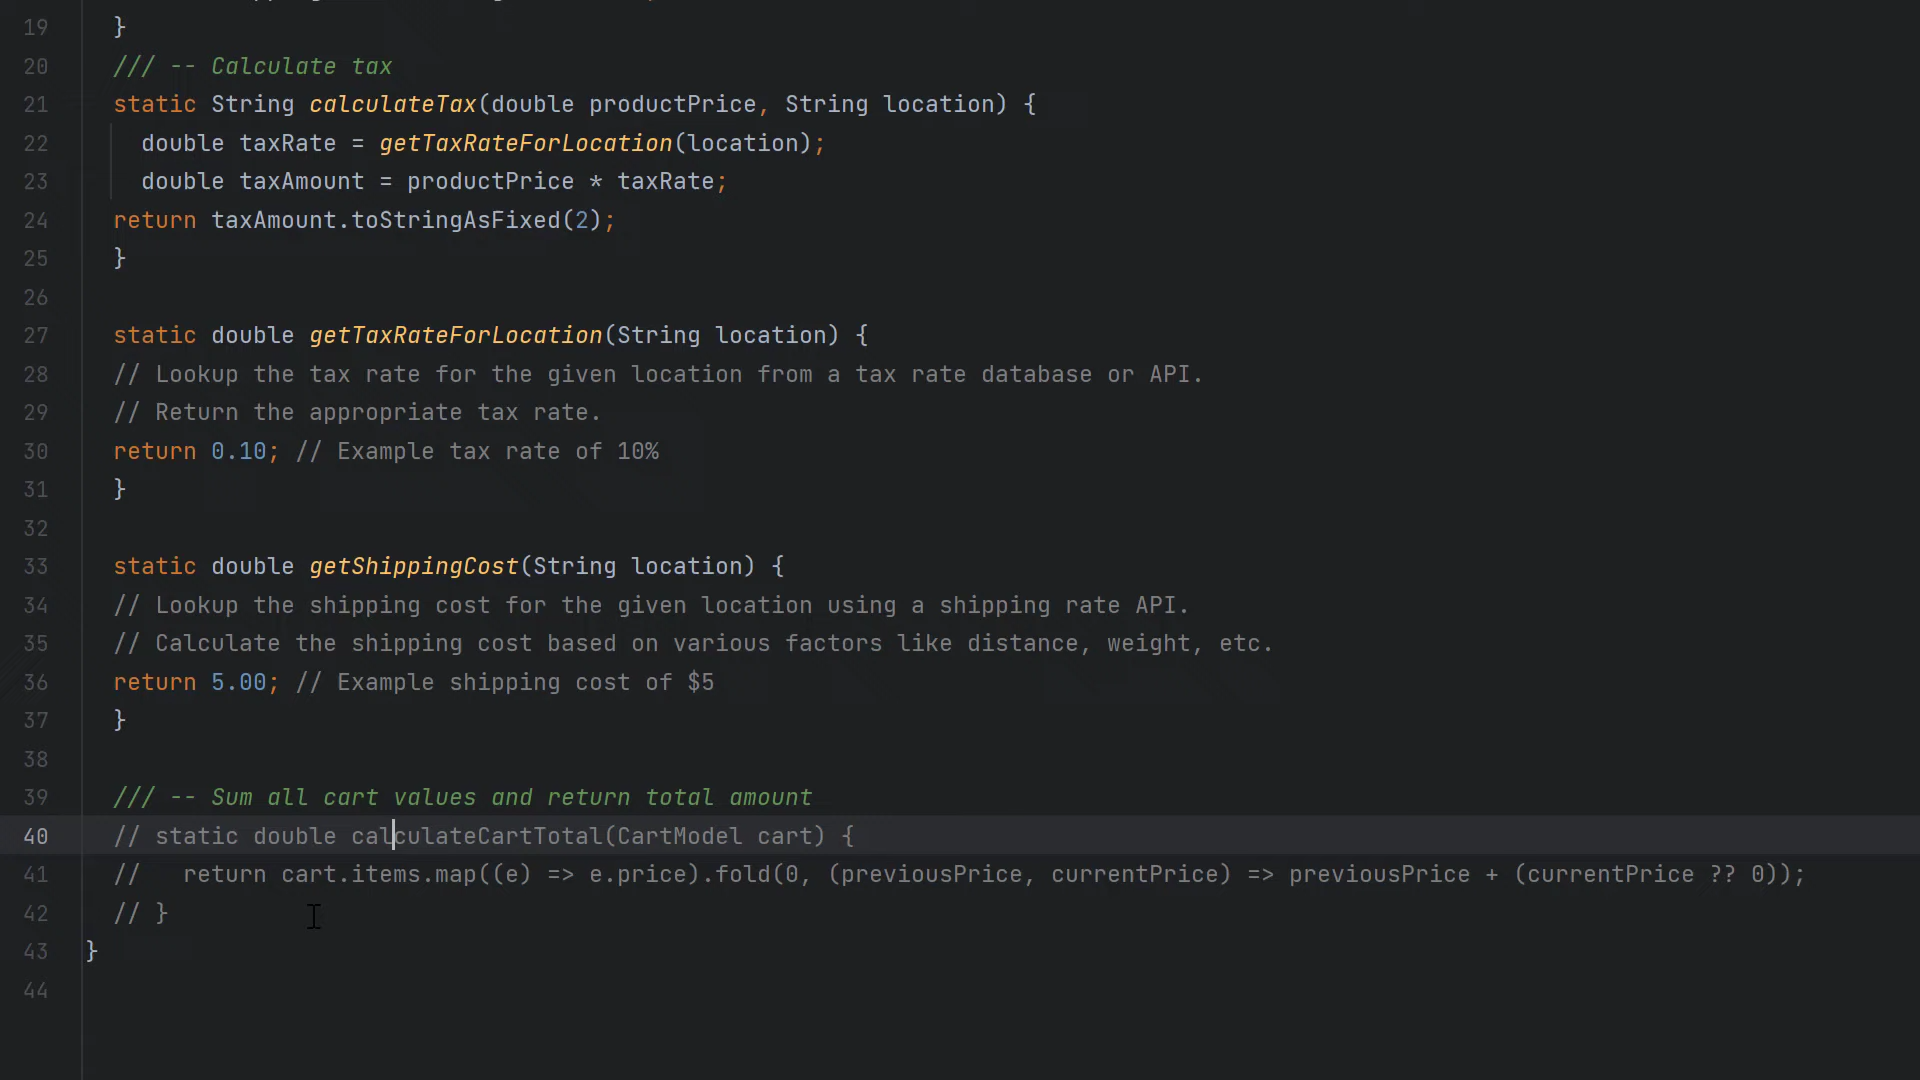 19 }
20 /// -- Calculate tax
21 static String calculateTax(double productPrice, String location) {
22 double taxRate = getTaxRateForLocation(location);
23 double taxAmount = productPrice * taxRate;
24 return taxAmount.toStringAsFixed(2);
25 }
26
27 static double getTaxRateForLocation(String location) {
28 // Lookup the tax rate for the given location from a tax rate database or API.
29 // Return the appropriate tax rate.
30 return 0.10; // Example tax rate of 10%
31 }
32
33 static double getShippingCost(String location) {
34 // Lookup the shipping cost for the given location using a shipping rate API.
35 // Calculate the shipping cost based on various factors like distance, weight, etc.
36 return 5.00; // Example shipping cost of $5
37 }
38
39 /// -- Sum all cart values and return total amount
40 // static double calculateCartTotal(CartModel cart) {
41 //   return cart.items.map((e) => e.price).fold(0, (previousPrice, currentPrice) => previousPrice + (currentPrice ?? 0));
42 // }
43 }
44